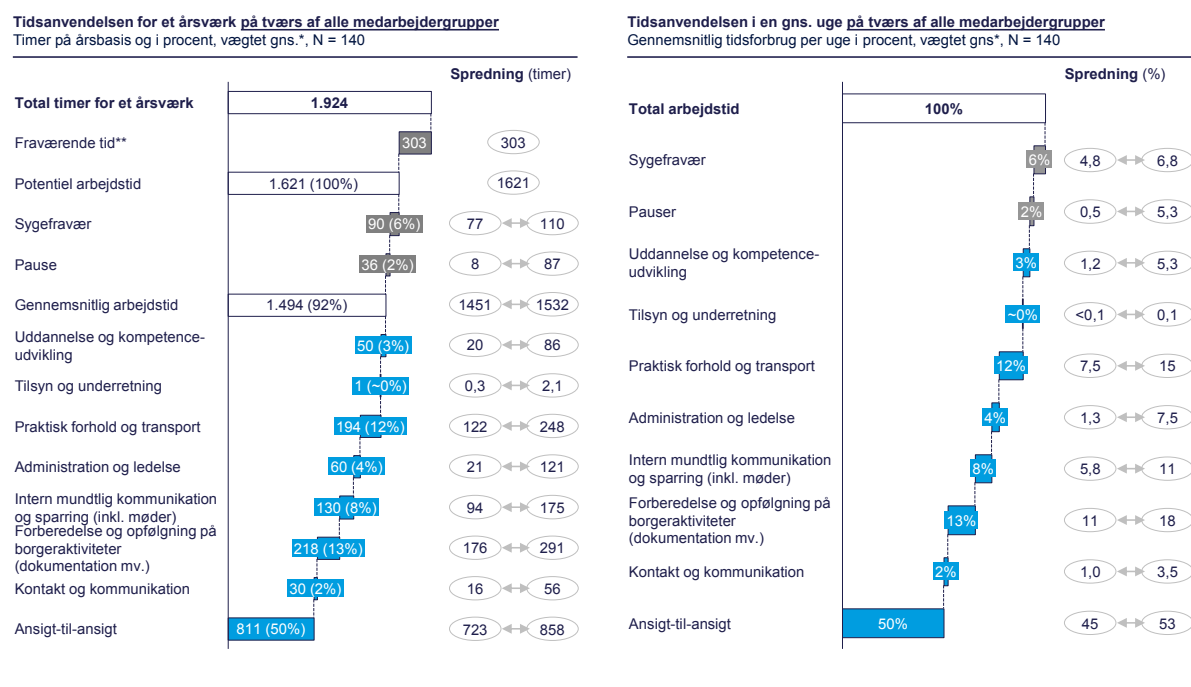 Tidsanvendelsen for et årsværk på tværs af alle medarbejdergrupper
Timer på årsbasis og i procent, vægtet gns.*, N = 140
Spredning (timer)
Total timer for et årsværk 1.924
Fraværende tid** 303 303
Potentiel arbejdstid 1.621 (100%) 1621
Sygefravær 90 (6%) 77 110
Pause 36 (2%) 8 87
Gennemsnitlig arbejdstid 1.494 (92%) 1451 1532
Uddannelse og kompetence-
udvikling 50 (3%) 20 86
Tilsyn og underretning 1 (~0%) 0,3 2,1
Praktisk forhold og transport 194 (12%) 122 248
Administration og ledelse 60 (4%) 21 121
Intern mundtlig kommunikation
og sparring (inkl. møder) 130 (8%) 94 175
Forberedelse og opfølgning på
borgeraktiviteter 218 (13%) 176 291
(dokumentation mv.)
Kontakt og kommunikation 30 (2%) 16 56
Ansigt-til-ansigt 811 (50%) 723 858
Tidsanvendelsen i en gns. uge på tværs af alle medarbejdergrupper
Gennemsnitlig tidsforbrug per uge i procent, vægtet gns*, N = 140
Spredning (%)
Total arbejdstid 100%
Sygefravær 6% 4,8 6,8
Pauser 2% 0,5 5,3
Uddannelse og kompetence-
udvikling 3% 1,2 5,3
Tilsyn og underretning ~0% <0,1 0,1
Praktisk forhold og transport 12% 7,5 15
Administration og ledelse 4% 1,3 7,5
Intern mundtlig kommunikation
og sparring (inkl. møder) 8% 5,8 11
Forberedelse og opfølgning på
borgeraktiviteter 13% 11 18
(dokumentation mv.)
Kontakt og kommunikation 2% 1,0 3,5
Ansigt-til-ansigt 50% 45 53